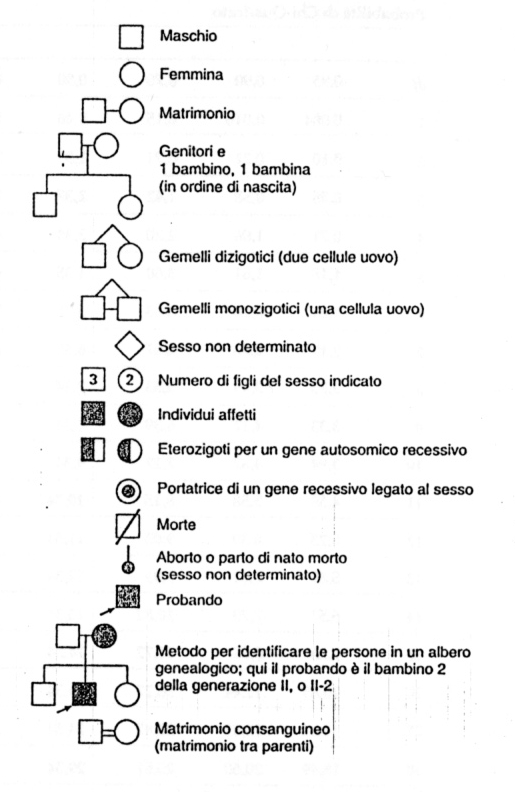 Maschio
Femmina
Matrimonio
Genitori e
1 bambino, 1 bambina
(in ordine di nascita)
Gemelli dizigotici (due cellule uovo)
Gemelli monozigotici (una cellula uovo)
Sesso non determinato
3 2 Numero di figli del sesso indicato
Individui affetti
Eterozigoti per un gene autosomico recessivo
Portatrice di un gene recessivo legato al sesso
Morte
Aborto o parto di nato morto
(sesso non determinato)
Probando
Metodo per identificare le persone in un albero
genealogico; qui il probando è il bambino 2
della generazione II, o II-2
Matrimonio consanguineo
(matrimonio tra parenti)